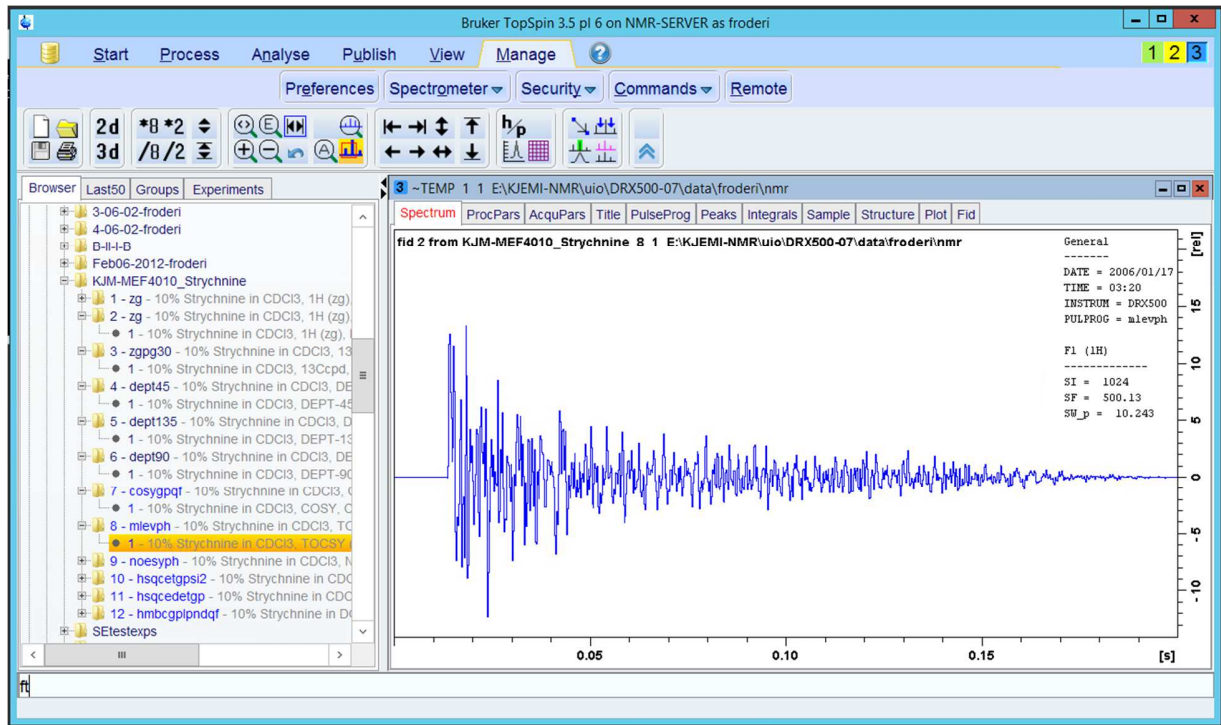 Bruker TopSpin 3.5 pl 6 on NMR-SERVER as froderi
Start Process Analyse Publish View Manage ? 1 2 3
Preferences Spectrometer Security Commands Remote
2d *8 *2 h/p
3d /8 /2
Browser Last50 Groups Experiments
3-06-02-froderi
4-06-02-froderi
B-II-I-B
Feb06-2012-froderi
KJM-MEF4010_Strychnine
1 - zg - 10% Strychnine in CDCl3, 1H (zg),
2 - zg - 10% Strychnine in CDCl3, 1H (zg),
1 - 10% Strychnine in CDCl3, 1H (zg),
3 - zgpg30 - 10% Strychnine in CDCl3, 13
1 - 10% Strychnine in CDCl3, 13Ccpd,
4 - dept45 - 10% Strychnine in CDCl3, DE
1 - 10% Strychnine in CDCl3, DEPT-45
5 - dept135 - 10% Strychnine in CDCl3, D
1 - 10% Strychnine in CDCl3, DEPT-13
6 - dept90 - 10% Strychnine in CDCl3, DE
1 - 10% Strychnine in CDCl3, DEPT-90
7 - cosygpqf - 10% Strychnine in CDCl3,
1 - 10% Strychnine in CDCl3, COSY, C
8 - mlevph - 10% Strychnine in CDCl3, TC
1 - 10% Strychnine in CDCl3, TOCSY
9 - noesyph - 10% Strychnine in CDCl3, N
10 - hsqcetgpsi2 - 10% Strychnine in CDC
11 - hsqcedetgp - 10% Strychnine in CDC
12 - hmbcgplpndqf - 10% Strychnine in
SEtestexps
3 ~TEMP 1 1 E:\KJEMI-NMR\uio\DRX500-07\data\froderi\nmr
Spectrum ProcPars AcquPars Title PulseProg Peaks Integrals Sample Structure Plot Fid
fid 2 from KJM-MEF4010_Strychnine 8 1 E:\KJEMI-NMR\uio\DRX500-07\data\froderi\nmr
General
-------
DATE = 2006/01/17
TIME = 03:20
INSTRUM = DRX500
PULPROG = mlevph
F1 (1H)
-------------
SI = 1024
SF = 500.13
SW_p = 10.243
[rel]
15
10
5
0
-5
-10
0.05 0.10 0.15 [s]
ft